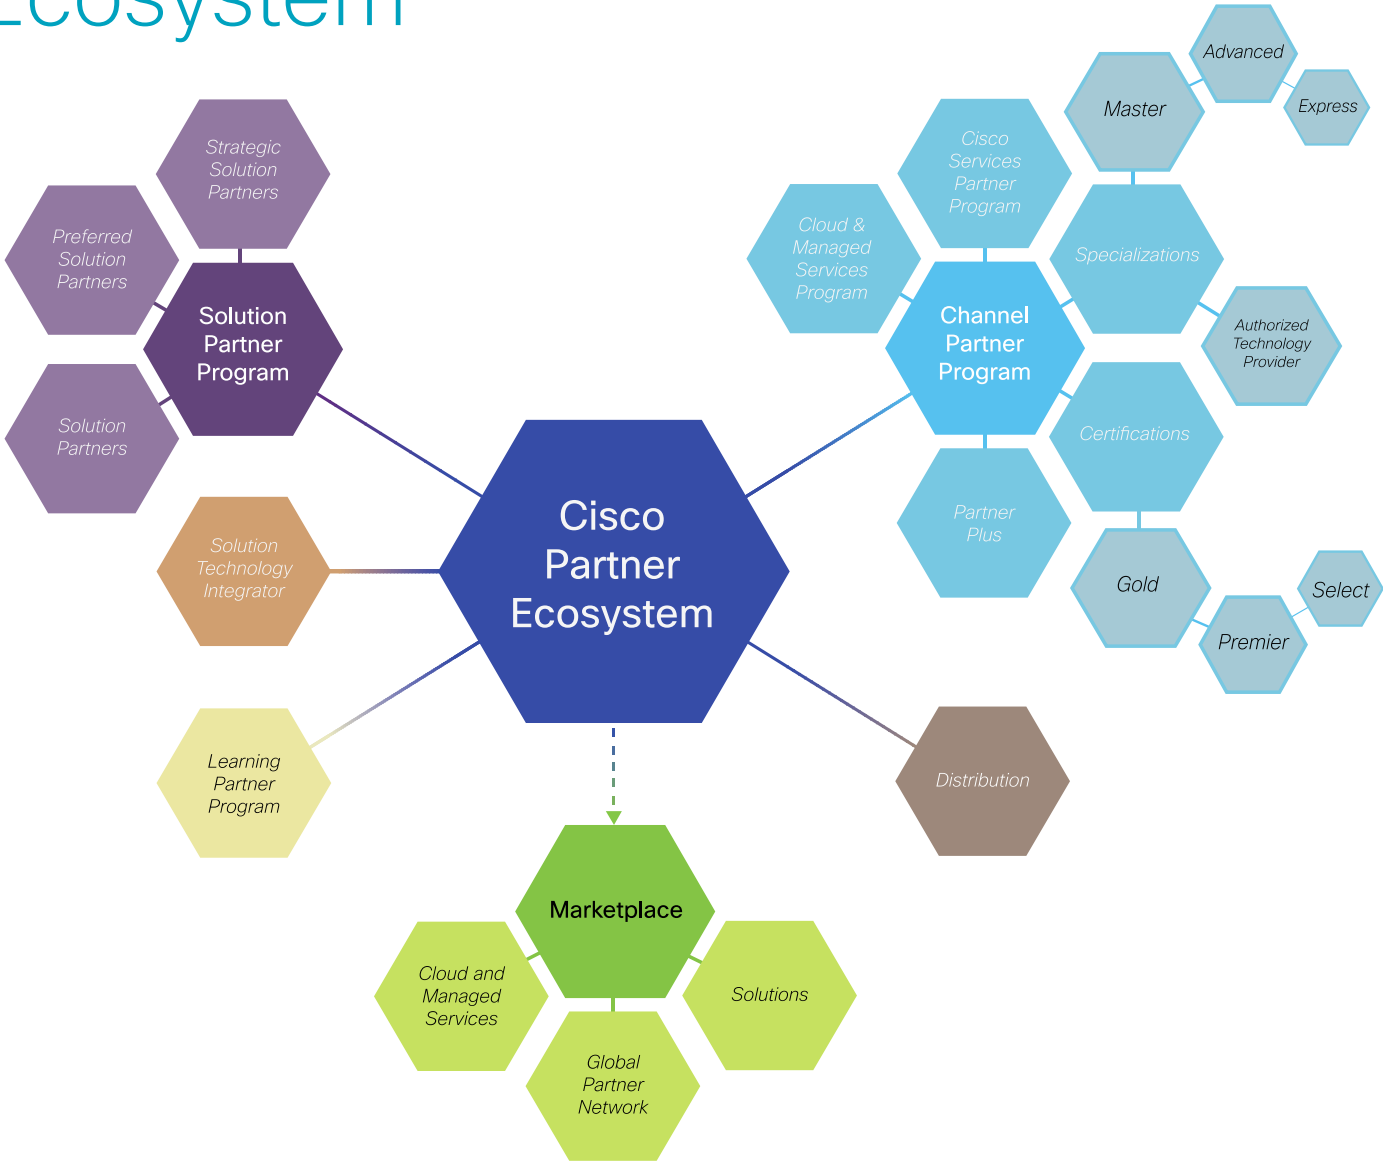 Ecosystem
Strategic
Solution
Partners
Preferred
Solution
Partners
Solution
Partner
Program
Solution
Partners
Solution
Technology
Integrator
Learning
Partner
Program
Cisco
Partner
Ecosystem
Advanced
Express
Master
Cisco
Services
Partner
Program
Cloud &
Managed
Services
Program
Specializations
Channel
Partner
Program
Authorized
Technology
Provider
Certifications
Partner
Plus
Gold
Select
Premier
Distribution
Marketplace
Cloud and
Managed
Services
Solutions
Global
Partner
Network